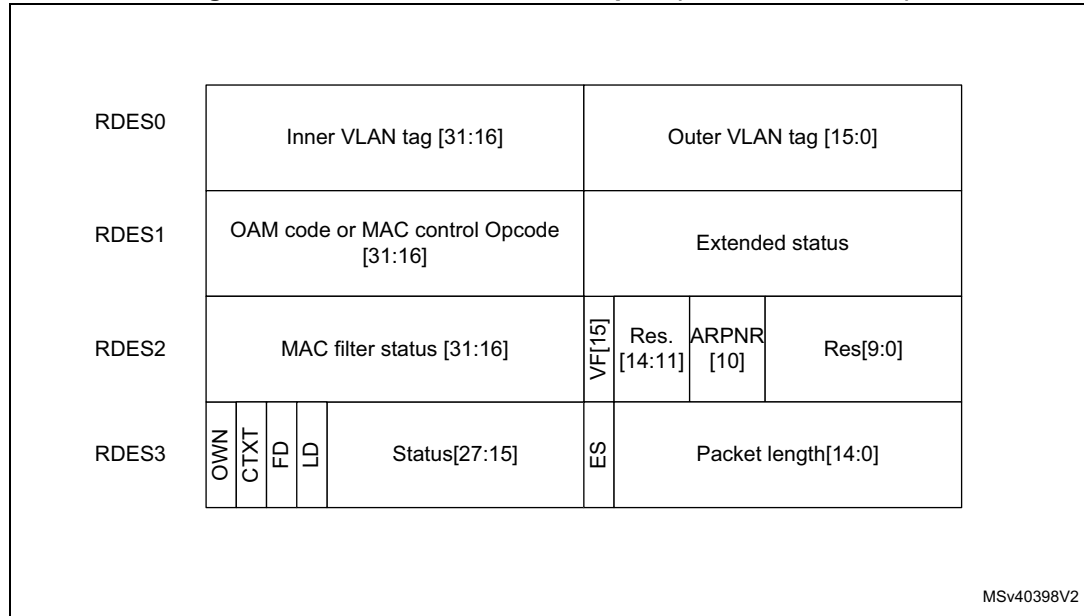 RDES0
Inner VLAN tag [31:16]
Outer VLAN tag [15:0]
RDES1
OAM code or MAC control Opcode
[31:16]
Extended status
RDES2
MAC filter status [31:16]
VF[15]
Res.
[14:11]
ARPNR
[10]
Res[9:0]
RDES3
OWN
CTXT
FD
LD
Status[27:15]
ES
Packet length[14:0]
MSv40398V2